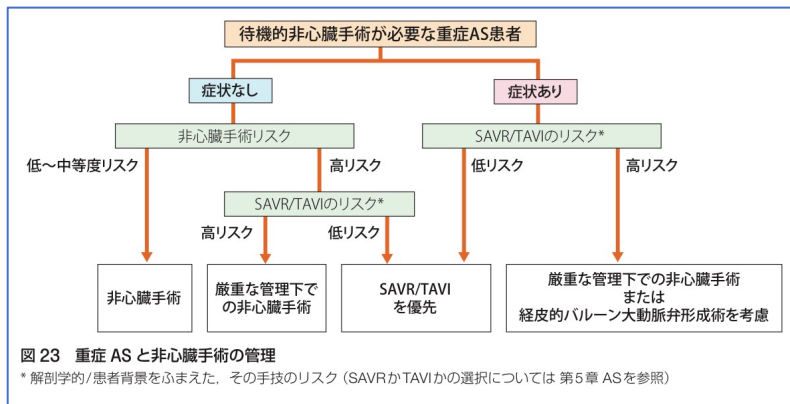 待機的非心臓手術が必要な重症AS患者
症状なし
症状あり
非心臓手術リスク
SAVR/TAVIのリスク*
低〜中等度リスク
高リスク
低リスク
高リスク
SAVR/TAVIのリスク*
高リスク
低リスク
非心臓手術
厳重な管理下で
の非心臓手術
SAVR/TAVI
を優先
厳重な管理下での非心臓手術
または
経皮的バルーン大動脈弁形成術を考慮
図 23 重症 AS と非心臓手術の管理
* 解剖学的/患者背景をふまえた，その手技のリスク（SAVRかTAVIかの選択については 第5章 ASを参照）